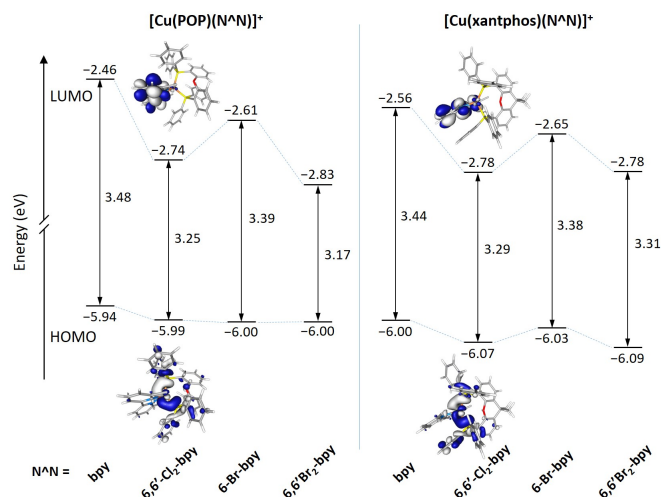 [Cu(POP)(N^N)]⁺
[Cu(xantphos)(N^N)]⁺
Energy (eV)
LUMO
HOMO
−2.46
−2.74
−2.61
−2.83
3.48
3.25
3.39
3.17
−5.94
−5.99
−6.00
−6.00
−2.56
−2.78
−2.65
−2.78
3.44
3.29
3.38
3.31
−6.00
−6.07
−6.03
−6.09
N^N =
bpy
6,6′-Cl₂-bpy
6-Br-bpy
6,6′Br₂-bpy
bpy
6,6′-Cl₂-bpy
6-Br-bpy
6,6′Br₂-bpy